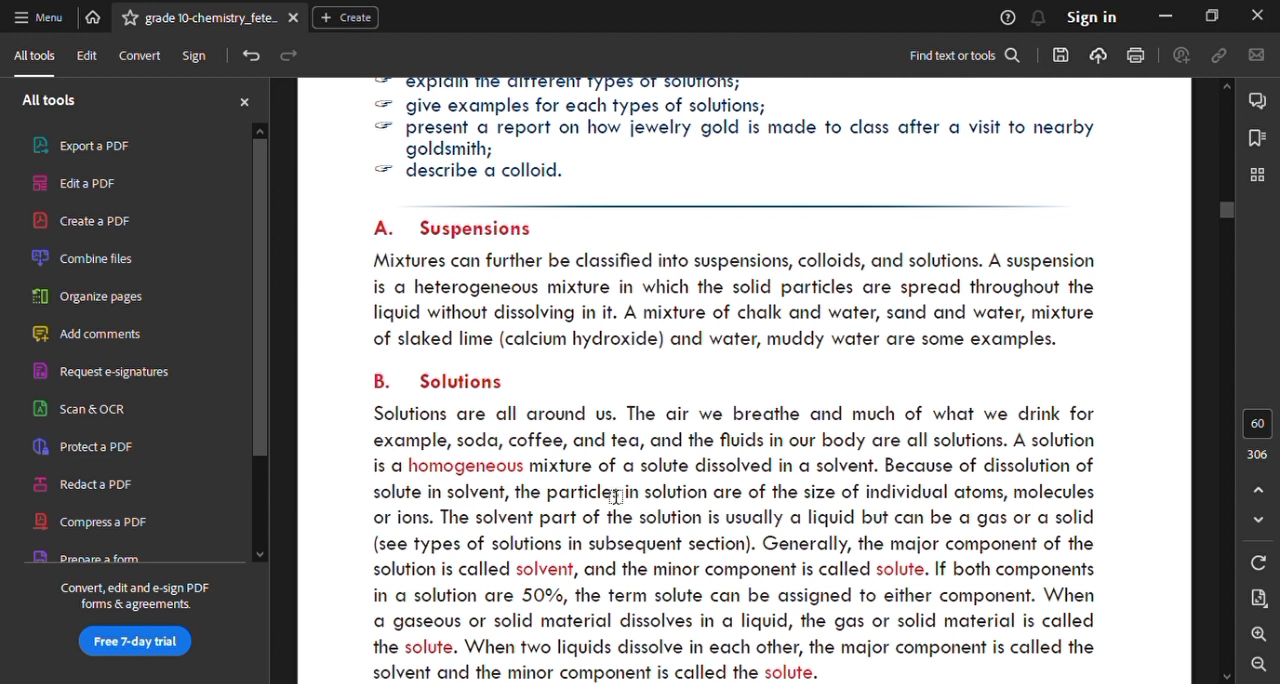 Menu
grade 10-chemistry_fete...
Create
Sign in
All tools
Edit
Convert
Sign
Find text or tools
All tools
Export a PDF
Edit a PDF
Create a PDF
Combine files
Organize pages
Add comments
Request e-signatures
Scan & OCR
Protect a PDF
Redact a PDF
Compress a PDF
Prepare a form
Convert, edit and e-sign PDF
forms & agreements.
Free 7-day trial
explain the different types of solutions;
give examples for each types of solutions;
present a report on how jewelry gold is made to class after a visit to nearby
goldsmith;
describe a colloid.
A. Suspensions
Mixtures can further be classified into suspensions, colloids, and solutions. A suspension
is a heterogeneous mixture in which the solid particles are spread throughout the
liquid without dissolving in it. A mixture of chalk and water, sand and water, mixture
of slaked lime (calcium hydroxide) and water, muddy water are some examples.
B. Solutions
Solutions are all around us. The air we breathe and much of what we drink for
example, soda, coffee, and tea, and the fluids in our body are all solutions. A solution
is a homogeneous mixture of a solute dissolved in a solvent. Because of dissolution of
solute in solvent, the particles in solution are of the size of individual atoms, molecules
or ions. The solvent part of the solution is usually a liquid but can be a gas or a solid
(see types of solutions in subsequent section). Generally, the major component of the
solution is called solvent, and the minor component is called solute. If both components
in a solution are 50%, the term solute can be assigned to either component. When
a gaseous or solid material dissolves in a liquid, the gas or solid material is called
the solute. When two liquids dissolve in each other, the major component is called the
solvent and the minor component is called the solute.
60
306